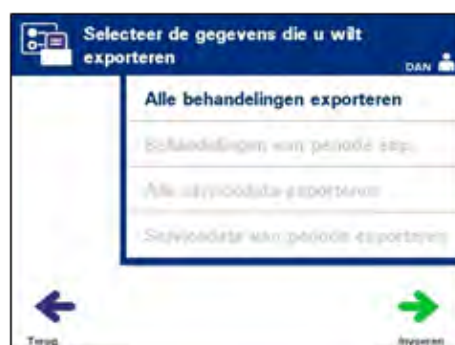 Selecteer de gegevens die u wilt
exporteren
DAN
Alle behandelingen exporteren
Behandelingen van periode exp.
Alle servicedata exporteren
Servicedata van periode exporteren
Terug
Invoeren